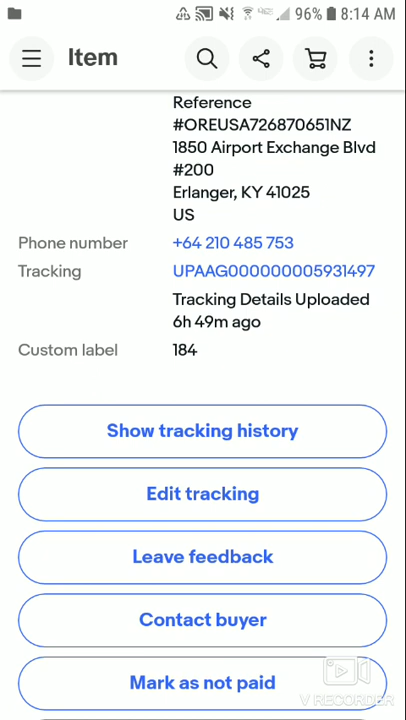 96% 8:14 AM
Item
Reference
#OREUSA726870651NZ
1850 Airport Exchange Blvd
#200
Erlanger, KY 41025
US
Phone number +64 210 485 753
Tracking UPAAG000000005931497
Tracking Details Uploaded
6h 49m ago
Custom label 184
Show tracking history
Edit tracking
Leave feedback
Contact buyer
Mark as not paid
V RECORDER